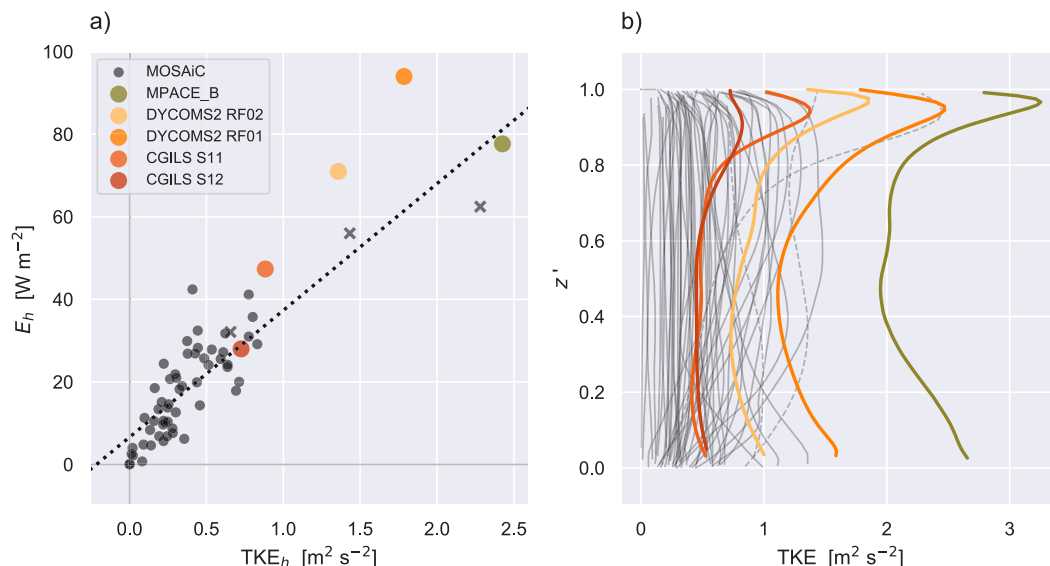 a)
E_h [W m⁻²]
100
80
60
40
20
0
MOSAiC
MPACE_B
DYCOMS2 RF02
DYCOMS2 RF01
CGILS S11
CGILS S12
0.0 0.5 1.0 1.5 2.0 2.5
TKE_h [m² s⁻²]
b)
z'
1.0
0.8
0.6
0.4
0.2
0.0
0 1 2 3
TKE [m² s⁻²]